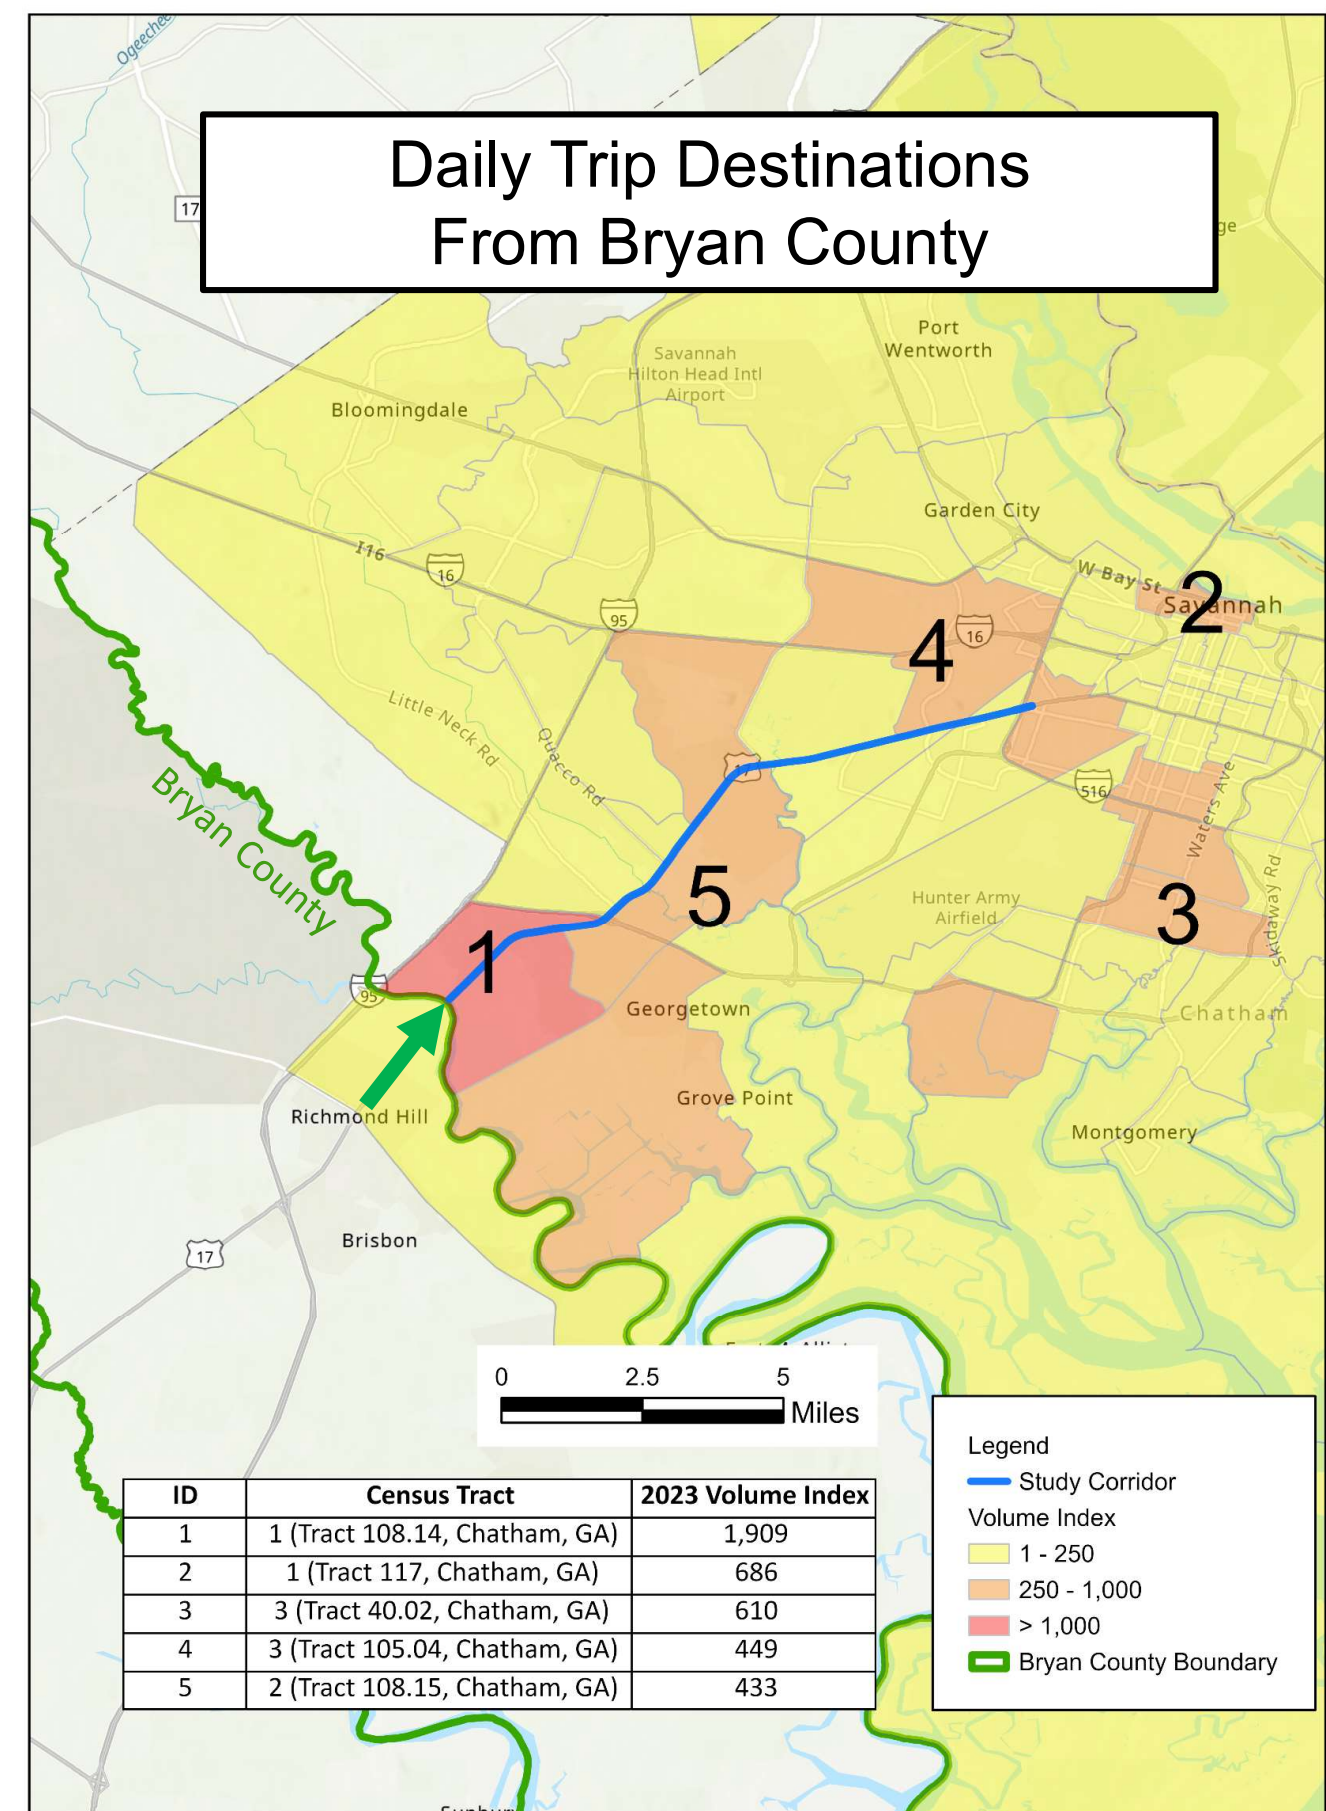 Ogeechee
Daily Trip Destinations
From Bryan County
17
ge
Port
Wentworth
Savannah
Hilton Head Intl
Airport
Bloomingdale
Garden City
I16
16
W Bay St
2
Savannah
95
4
16
Little Neck Rd
Quacco Rd
17
516
Waters Ave
Bryan County
5
Hunter Army
Airfield
3
Skidaway Rd
1
95
Georgetown
Chatham
Grove Point
Richmond Hill
Montgomery
Brisbon
17
0 2.5 5
Miles
ID Census Tract 2023 Volume Index
1 1 (Tract 108.14, Chatham, GA) 1,909
2 1 (Tract 117, Chatham, GA) 686
3 3 (Tract 40.02, Chatham, GA) 610
4 3 (Tract 105.04, Chatham, GA) 449
5 2 (Tract 108.15, Chatham, GA) 433
Legend
Study Corridor
Volume Index
1 - 250
250 - 1,000
> 1,000
Bryan County Boundary